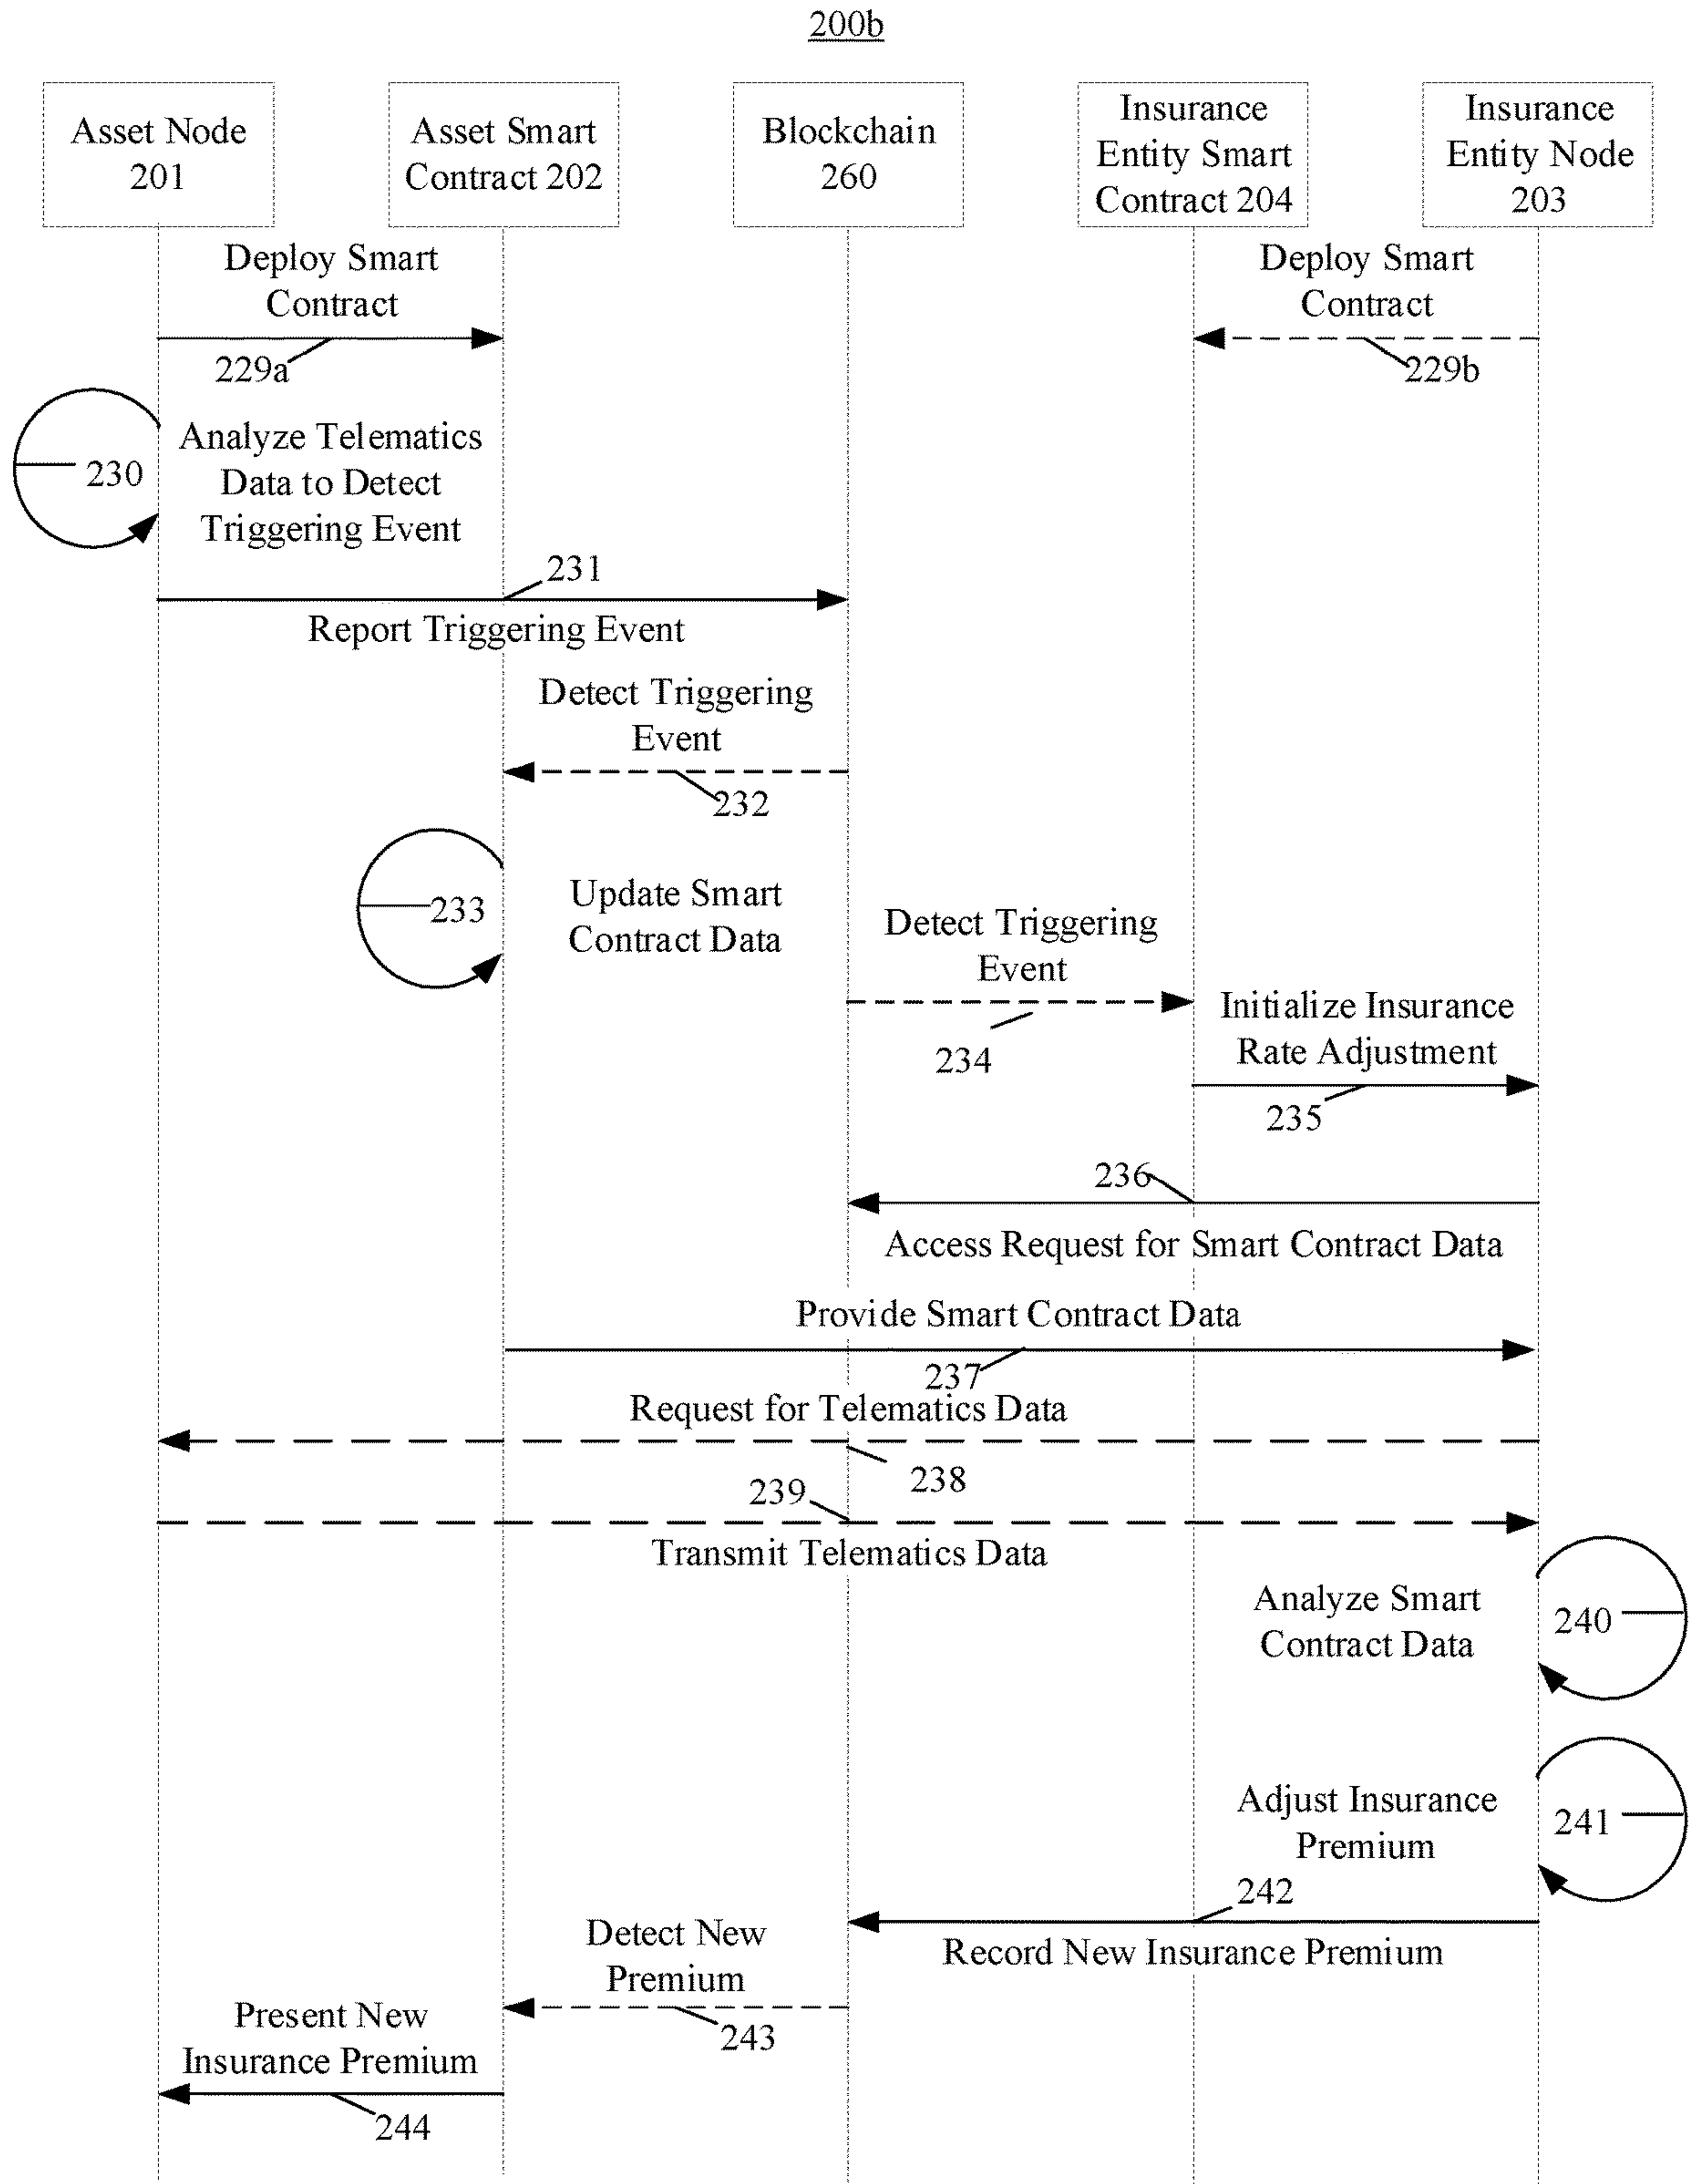 200b
Asset Node
201
Asset Smart
Contract 202
Blockchain
260
Insurance
Entity Smart
Contract 204
Insurance
Entity Node
203
Deploy Smart
Contract
229a
Deploy Smart
Contract
229b
230
Analyze Telematics
Data to Detect
Triggering Event
231
Report Triggering Event
Detect Triggering
Event
232
233
Update Smart
Contract Data
Detect Triggering
Event
234
Initialize Insurance
Rate Adjustment
235
236
Access Request for Smart Contract Data
Provide Smart Contract Data
237
Request for Telematics Data
238
239
Transmit Telematics Data
Analyze Smart
Contract Data
240
Adjust Insurance
Premium
241
242
Record New Insurance Premium
Detect New
Premium
243
Present New
Insurance Premium
244